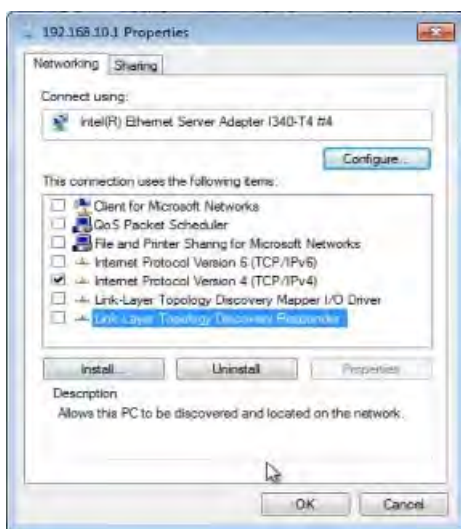 192.168.10.1 Properties
Networking Sharing
Connect using:
Intel(R) Ethernet Server Adapter I340-T4 #4
Configure...
This connection uses the following items:
Client for Microsoft Networks
QoS Packet Scheduler
File and Printer Sharing for Microsoft Networks
Internet Protocol Version 6 (TCP/IPv6)
Internet Protocol Version 4 (TCP/IPv4)
Link-Layer Topology Discovery Mapper I/O Driver
Link-Layer Topology Discovery Responder
Install... Uninstall Properties
Description
Allows this PC to be discovered and located on the network.
OK Cancel